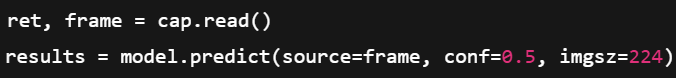 ret, frame = cap.read()
results = model.predict(source=frame, conf=0.5, imgsz=224)